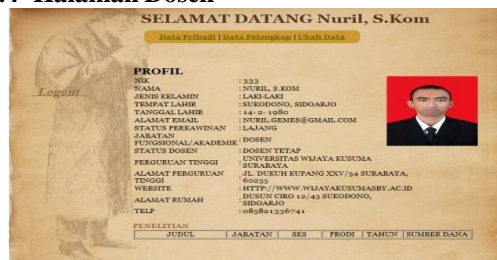 SELAMAT DATANG Nuril, S.Kom
Data Pribadi | Data Pelengkap | Ubah Data
Logout
PROFIL
NIK : 333
NAMA : NURIL, S.KOM
JENIS KELAMIN : LAKI-LAKI
TEMPAT LAHIR : SUKODONO, SIDOARJO
TANGGAL LAHIR : 14- 2- 1980
ALAMAT EMAIL : NURIL.GEMES@GMAIL.COM
STATUS PERKAWINAN : LAJANG
JABATAN
FUNGSIONAL/AKADEMIK : DOSEN
STATUS DOSEN : DOSEN TETAP
PERGURUAN TINGGI : UNIVERSITAS WIJAYA KUSUMA
SURABAYA
ALAMAT PERGURUAN : JL. DUKUH KUPANG XXV/54 SURABAYA,
TINGGI 60255
WEBSITE : HTTP://WWW.WIJAYAKUSUMASBY.AC.ID
ALAMAT RUMAH : DUSUN CIRO 12/43 SUKODONO,
SIDOARJO
TELP : 085821336741
PENELITIAN
JUDUL | JABATAN | SKS | PRODI | TAHUN | SUMBER DANA